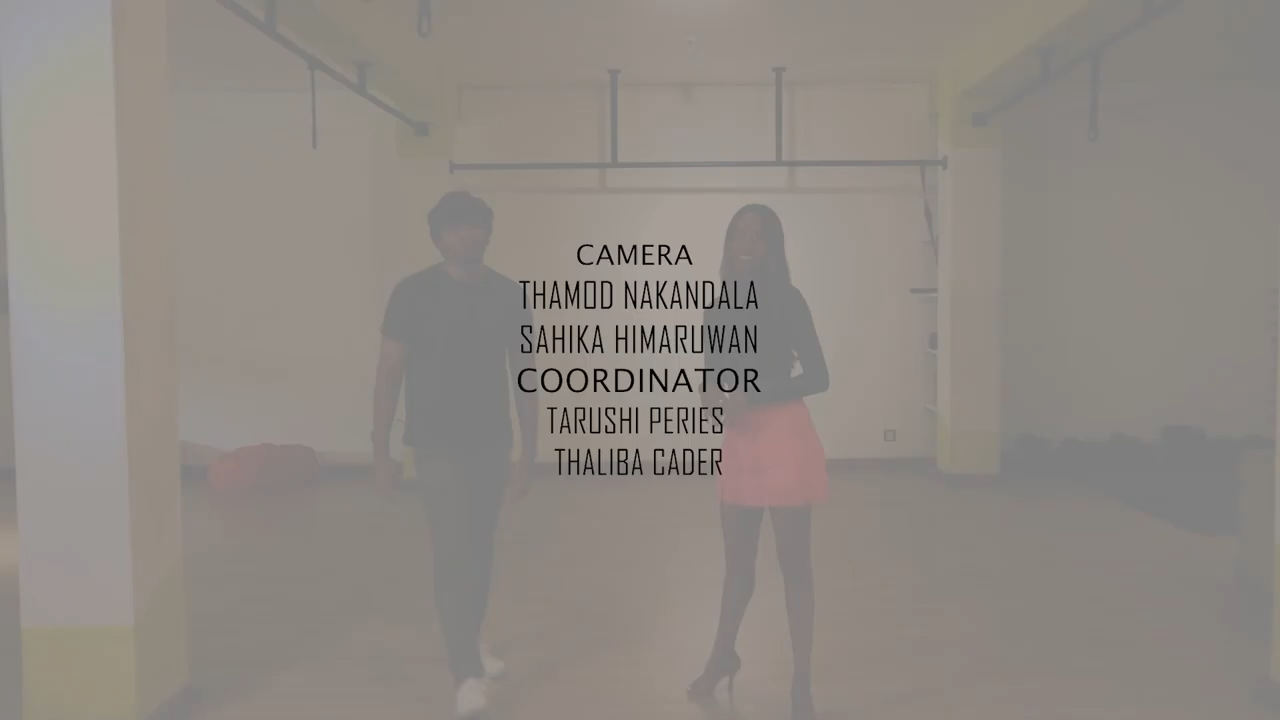 CAMERA
THAMOD NAKANDALA
SAHIKA HIMARUWAN
COORDINATOR
TARUSHI PERIES
THALIBA CADER